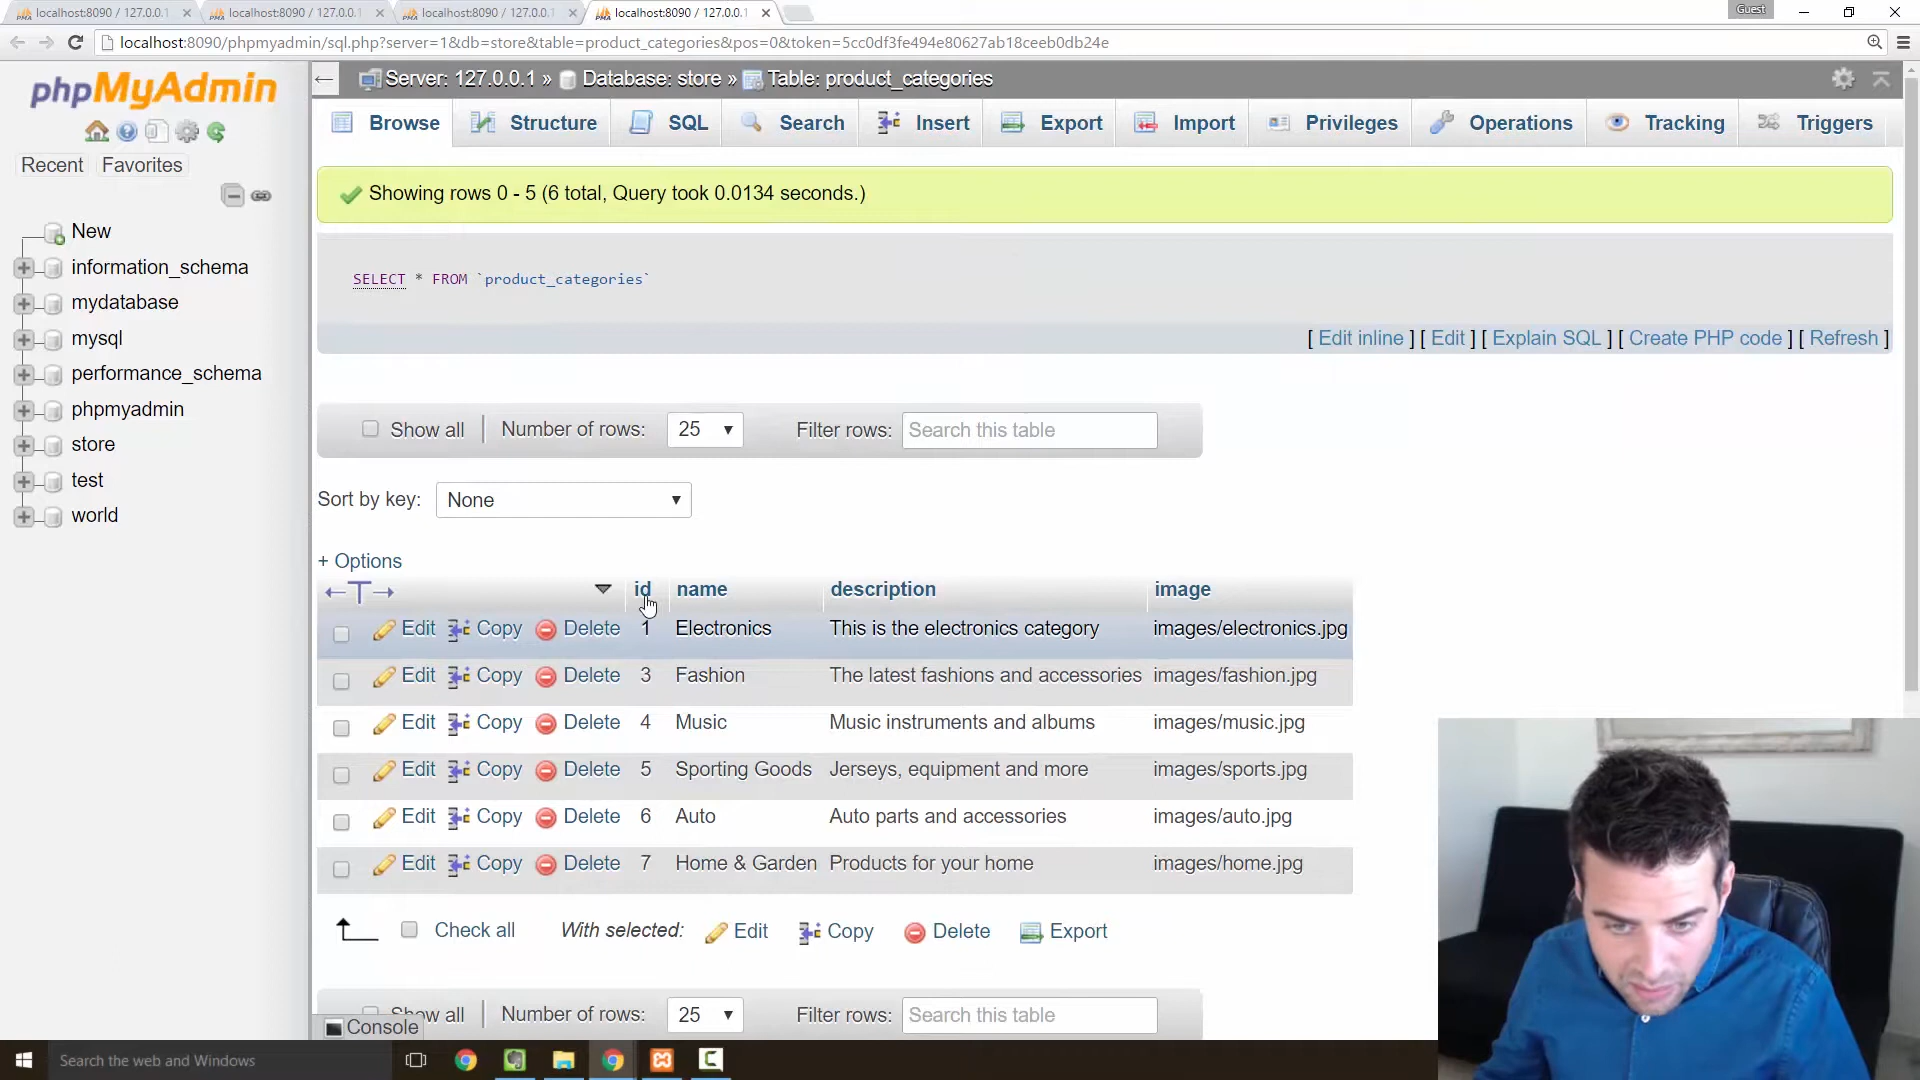 localhost:8090 / 127.0.0.1 localhost:8090 / 127.0.0.1 localhost:8090 / 127.0.0.1 localhost:8090 / 127.0.0.1 Guest
localhost:8090/phpmyadmin/sql.php?server=1&db=store&table=product_categories&pos=0&token=5cc0df3fe494e80627ab18ceeb0db24e
phpMyAdmin
Recent Favorites
New
information_schema
mydatabase
mysql
performance_schema
phpmyadmin
store
test
world
Server: 127.0.0.1 » Database: store » Table: product_categories
Browse Structure SQL Search Insert Export Import Privileges Operations Tracking Triggers
Showing rows 0 - 5 (6 total, Query took 0.0134 seconds.)
SELECT * FROM `product_categories`
[ Edit inline ] [ Edit ] [ Explain SQL ] [ Create PHP code ] [ Refresh ]
Show all Number of rows: 25 Filter rows: Search this table
Sort by key: None
+ Options
id name description image
Edit Copy Delete 1 Electronics This is the electronics category images/electronics.jpg
Edit Copy Delete 3 Fashion The latest fashions and accessories images/fashion.jpg
Edit Copy Delete 4 Music Music instruments and albums images/music.jpg
Edit Copy Delete 5 Sporting Goods Jerseys, equipment and more images/sports.jpg
Edit Copy Delete 6 Auto Auto parts and accessories images/auto.jpg
Edit Copy Delete 7 Home & Garden Products for your home images/home.jpg
Check all With selected: Edit Copy Delete Export
Show all Number of rows: 25 Filter rows: Search this table
Console
Search the web and Windows